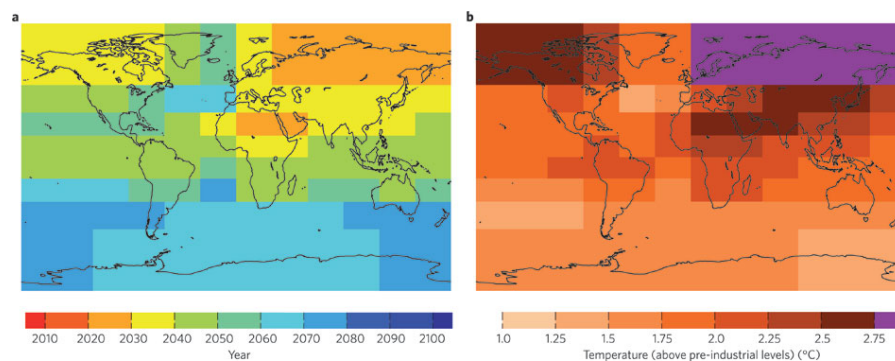 a
b
2010 2020 2030 2040 2050 2060 2070 2080 2090 2100
Year
1.0 1.25 1.5 1.75 2.0 2.25 2.5 2.75
Temperature (above pre-industrial levels) (°C)